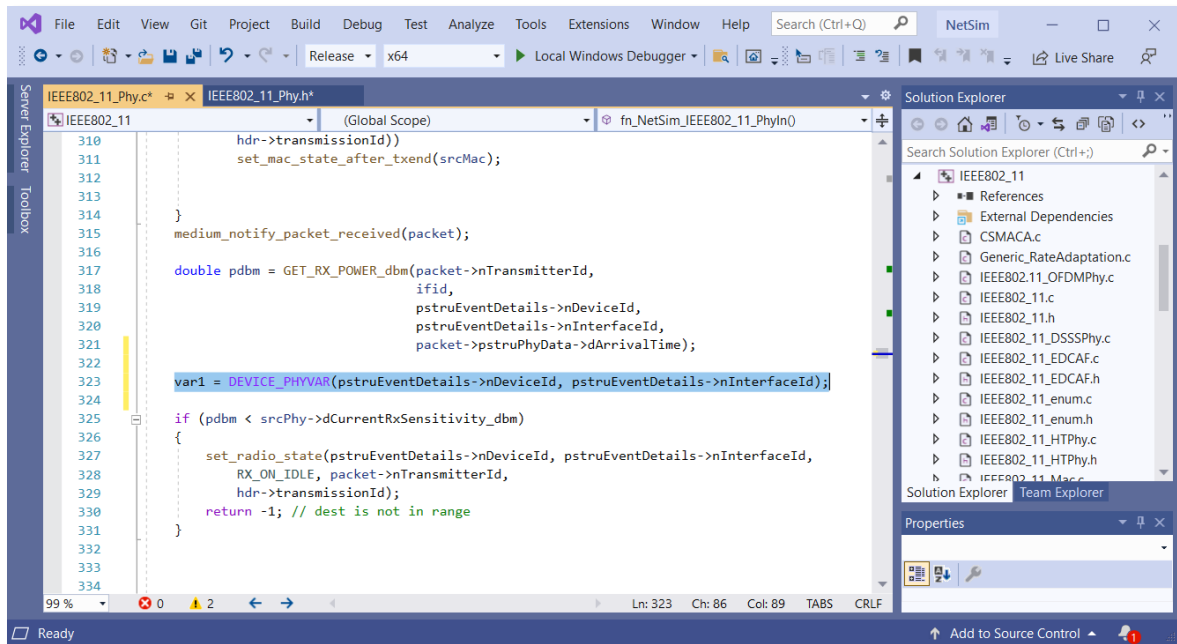 File Edit View Git Project Build Debug Test Analyze Tools Extensions Window Help Search (Ctrl+Q) NetSim
Release x64 Local Windows Debugger Live Share
Server Explorer
Toolbox
IEEE802_11_Phy.c* IEEE802_11_Phy.h*
IEEE802_11 (Global Scope) fn_NetSim_IEEE802_11_PhyIn()
310 hdr->transmissionId))
311 set_mac_state_after_txend(srcMac);
312
313
314 }
315 medium_notify_packet_received(packet);
316
317 double pdbm = GET_RX_POWER_dbm(packet->nTransmitterId,
318 ifid,
319 pstruEventDetails->nDeviceId,
320 pstruEventDetails->nInterfaceId,
321 packet->pstruPhyData->dArrivalTime);
322
323 var1 = DEVICE_PHYVAR(pstruEventDetails->nDeviceId, pstruEventDetails->nInterfaceId);
324
325 if (pdbm < srcPhy->dCurrentRxSensitivity_dbm)
326 {
327 set_radio_state(pstruEventDetails->nDeviceId, pstruEventDetails->nInterfaceId,
328 RX_ON_IDLE, packet->nTransmitterId,
329 hdr->transmissionId);
330 return -1; // dest is not in range
331 }
332
333
334
99 % 0 2 Ln: 323 Ch: 86 Col: 89 TABS CRLF
Solution Explorer
Search Solution Explorer (Ctrl+;)
IEEE802_11
References
External Dependencies
CSMACA.c
Generic_RateAdaptation.c
IEEE802.11_OFDMPhy.c
IEEE802_11.c
IEEE802_11.h
IEEE802_11_DSSSPhy.c
IEEE802_11_EDCAF.c
IEEE802_11_EDCAF.h
IEEE802_11_enum.c
IEEE802_11_enum.h
IEEE802_11_HTPhy.c
IEEE802_11_HTPhy.h
IEEE802_11_Mac.c
Solution Explorer Team Explorer
Properties
Ready Add to Source Control 1